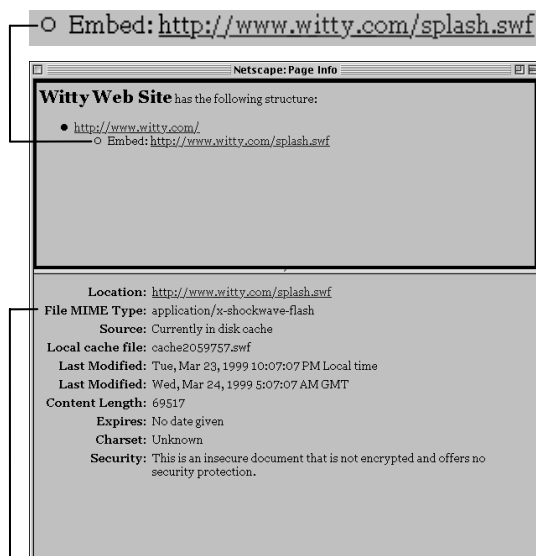 Embed: http://www.witty.com/splash.swf
Netscape: Page Info
Witty Web Site has the following structure:
http://www.witty.com/
Embed: http://www.witty.com/splash.swf
Location: http://www.witty.com/splash.swf
File MIME Type: application/x-shockwave-flash
Source: Currently in disk cache
Local cache file: cache2059757.swf
Last Modified: Tue, Mar 23, 1999 10:07:07 PM Local time
Last Modified: Wed, Mar 24, 1999 5:07:07 AM GMT
Content Length: 69517
Expires: No date given
Charset: Unknown
Security: This is an insecure document that is not encrypted and offers no
security protection.